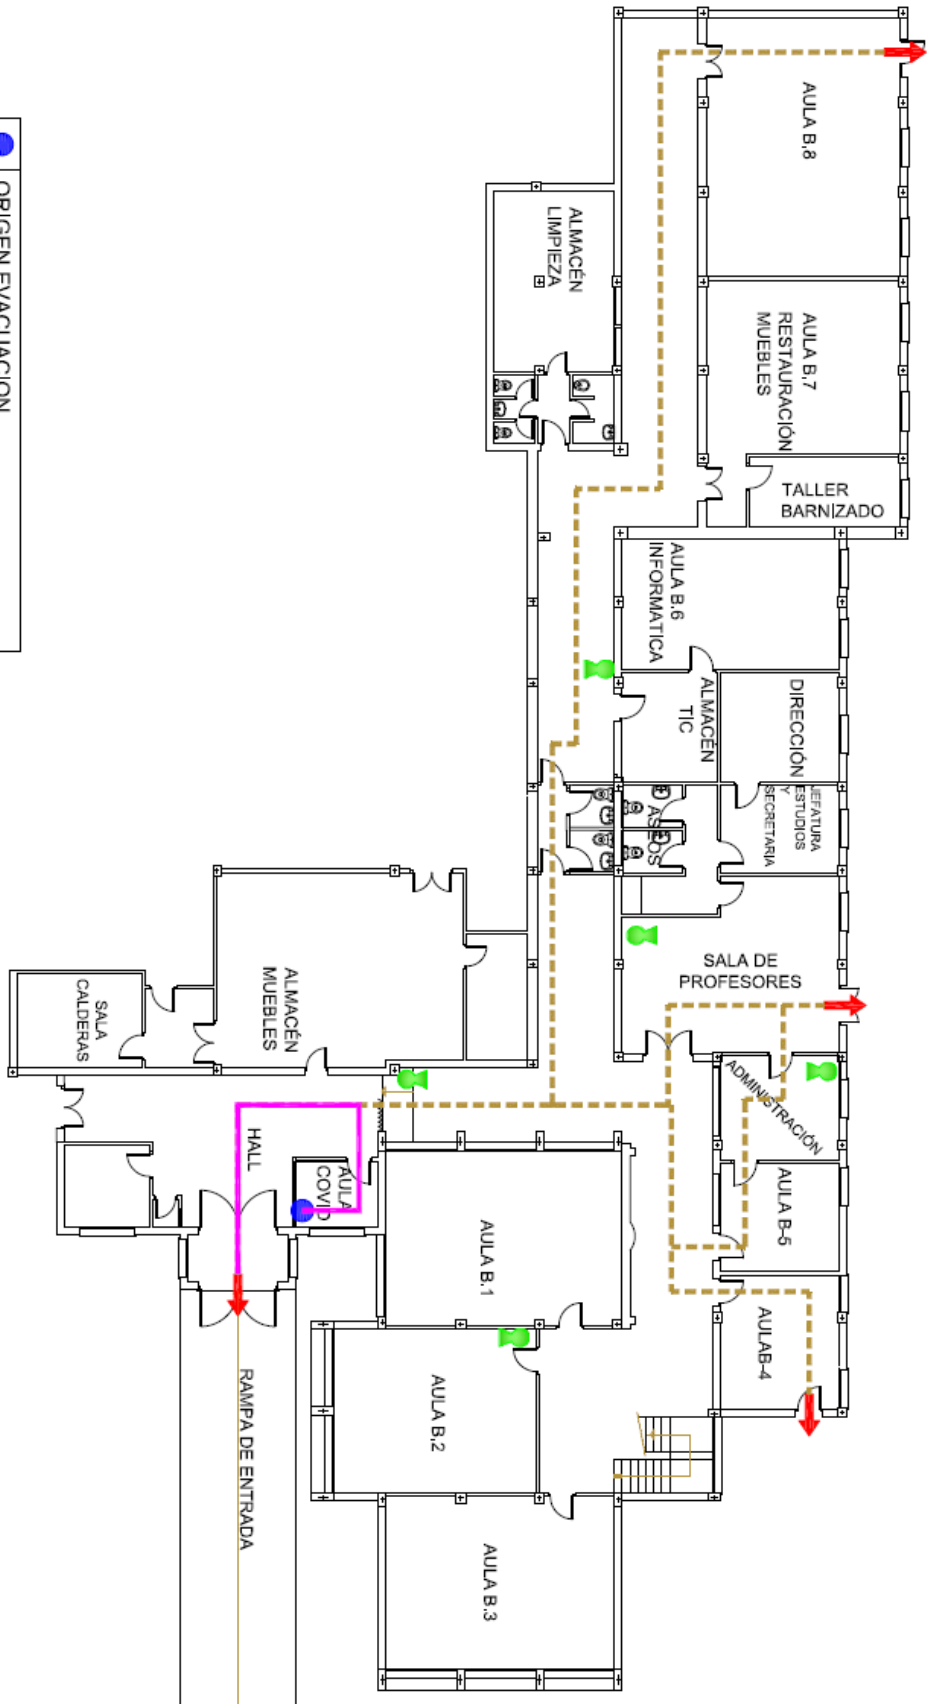 AULA B,8
ALMACÉN
LIMPIEZA
AULA B,7
RESTAURACIÓN
MUEBLES
TALLER
BARNIZADO
AULA B.6
INFORMATICA
ALMACÉN
TIC
DIRECCIÓN
JEFATURA
ESTUDIOS
Y
SECRETARIA
ASEOS
SALA DE
PROFESORES
ALMACÉN
MUEBLES
SALA
CALDERAS
ADMINISTRACIÓN
HALL
AULA
COVID
AULA B-5
AULA B.1
AULAB-4
AULA B,2
RAMPA DE ENTRADA
AULA B.3
ORIGEN EVACUACION